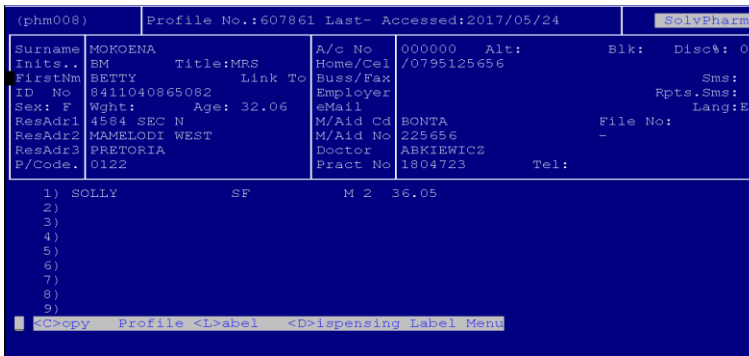 (phm008) Profile No.:607861 Last- Accessed:2017/05/24 SolvPharm
Surname MOKOENA A/c No 000000 Alt: Blk: Disc%: 0
Inits.. BM Title:MRS Home/Cel /0795125656
FirstNm BETTY Link To Buss/Fax Sms:
ID No 8411040865082 Employer Rpts.Sms:
Sex: F Wght: Age: 32.06 eMail Lang:E
ResAdr1 4584 SEC N M/Aid Cd BONTA File No:
ResAdr2 MAMELODI WEST M/Aid No 225656 -
ResAdr3 PRETORIA Doctor ABKIEWICZ
P/Code. 0122 Pract No 1804723 Tel:
1) SOLLY SF M 2 36.05
2)
3)
4)
5)
6)
7)
8)
9)
<C>opy Profile <L>abel <D>ispensing Label Menu